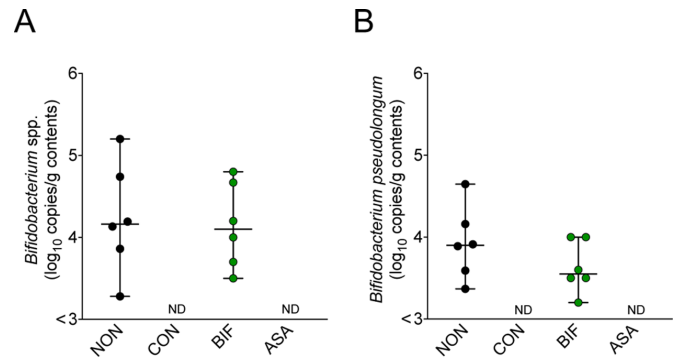 A
Bifidobacterium spp.
(log10 copies/g contents)
6
5
4
<3
ND
ND
NON
CON
BIF
ASA
B
Bifidobacterium pseudolongum
(log10 copies/g contents)
6
5
4
<3
ND
ND
NON
CON
BIF
ASA